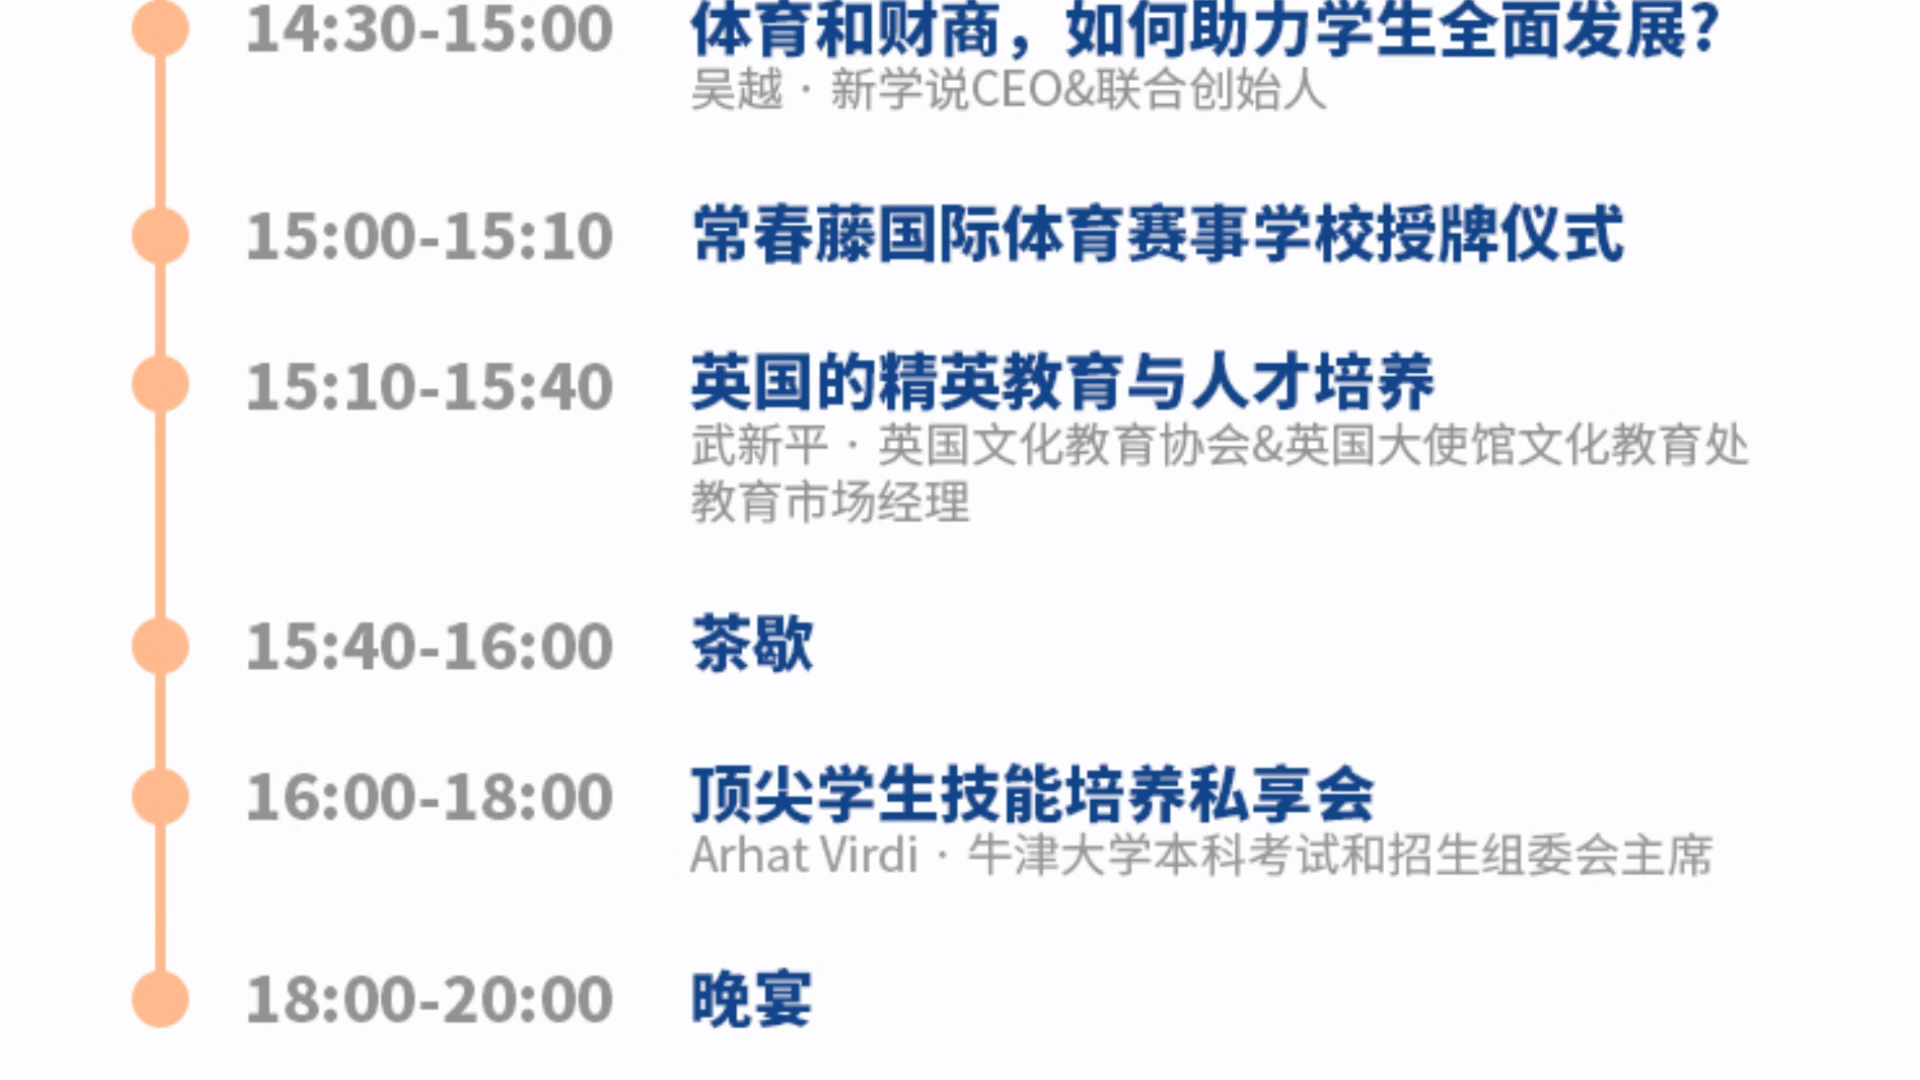 14:30-15:00 体育和财商，如何助力学生全面发展?
吴越 · 新学说CEO&联合创始人
15:00-15:10 常春藤国际体育赛事学校授牌仪式
15:10-15:40 英国的精英教育与人才培养
武新平 · 英国文化教育协会&英国大使馆文化教育处
教育市场经理
15:40-16:00 茶歇
16:00-18:00 顶尖学生技能培养私享会
Arhat Virdi · 牛津大学本科考试和招生组委会主席
18:00-20:00 晚宴